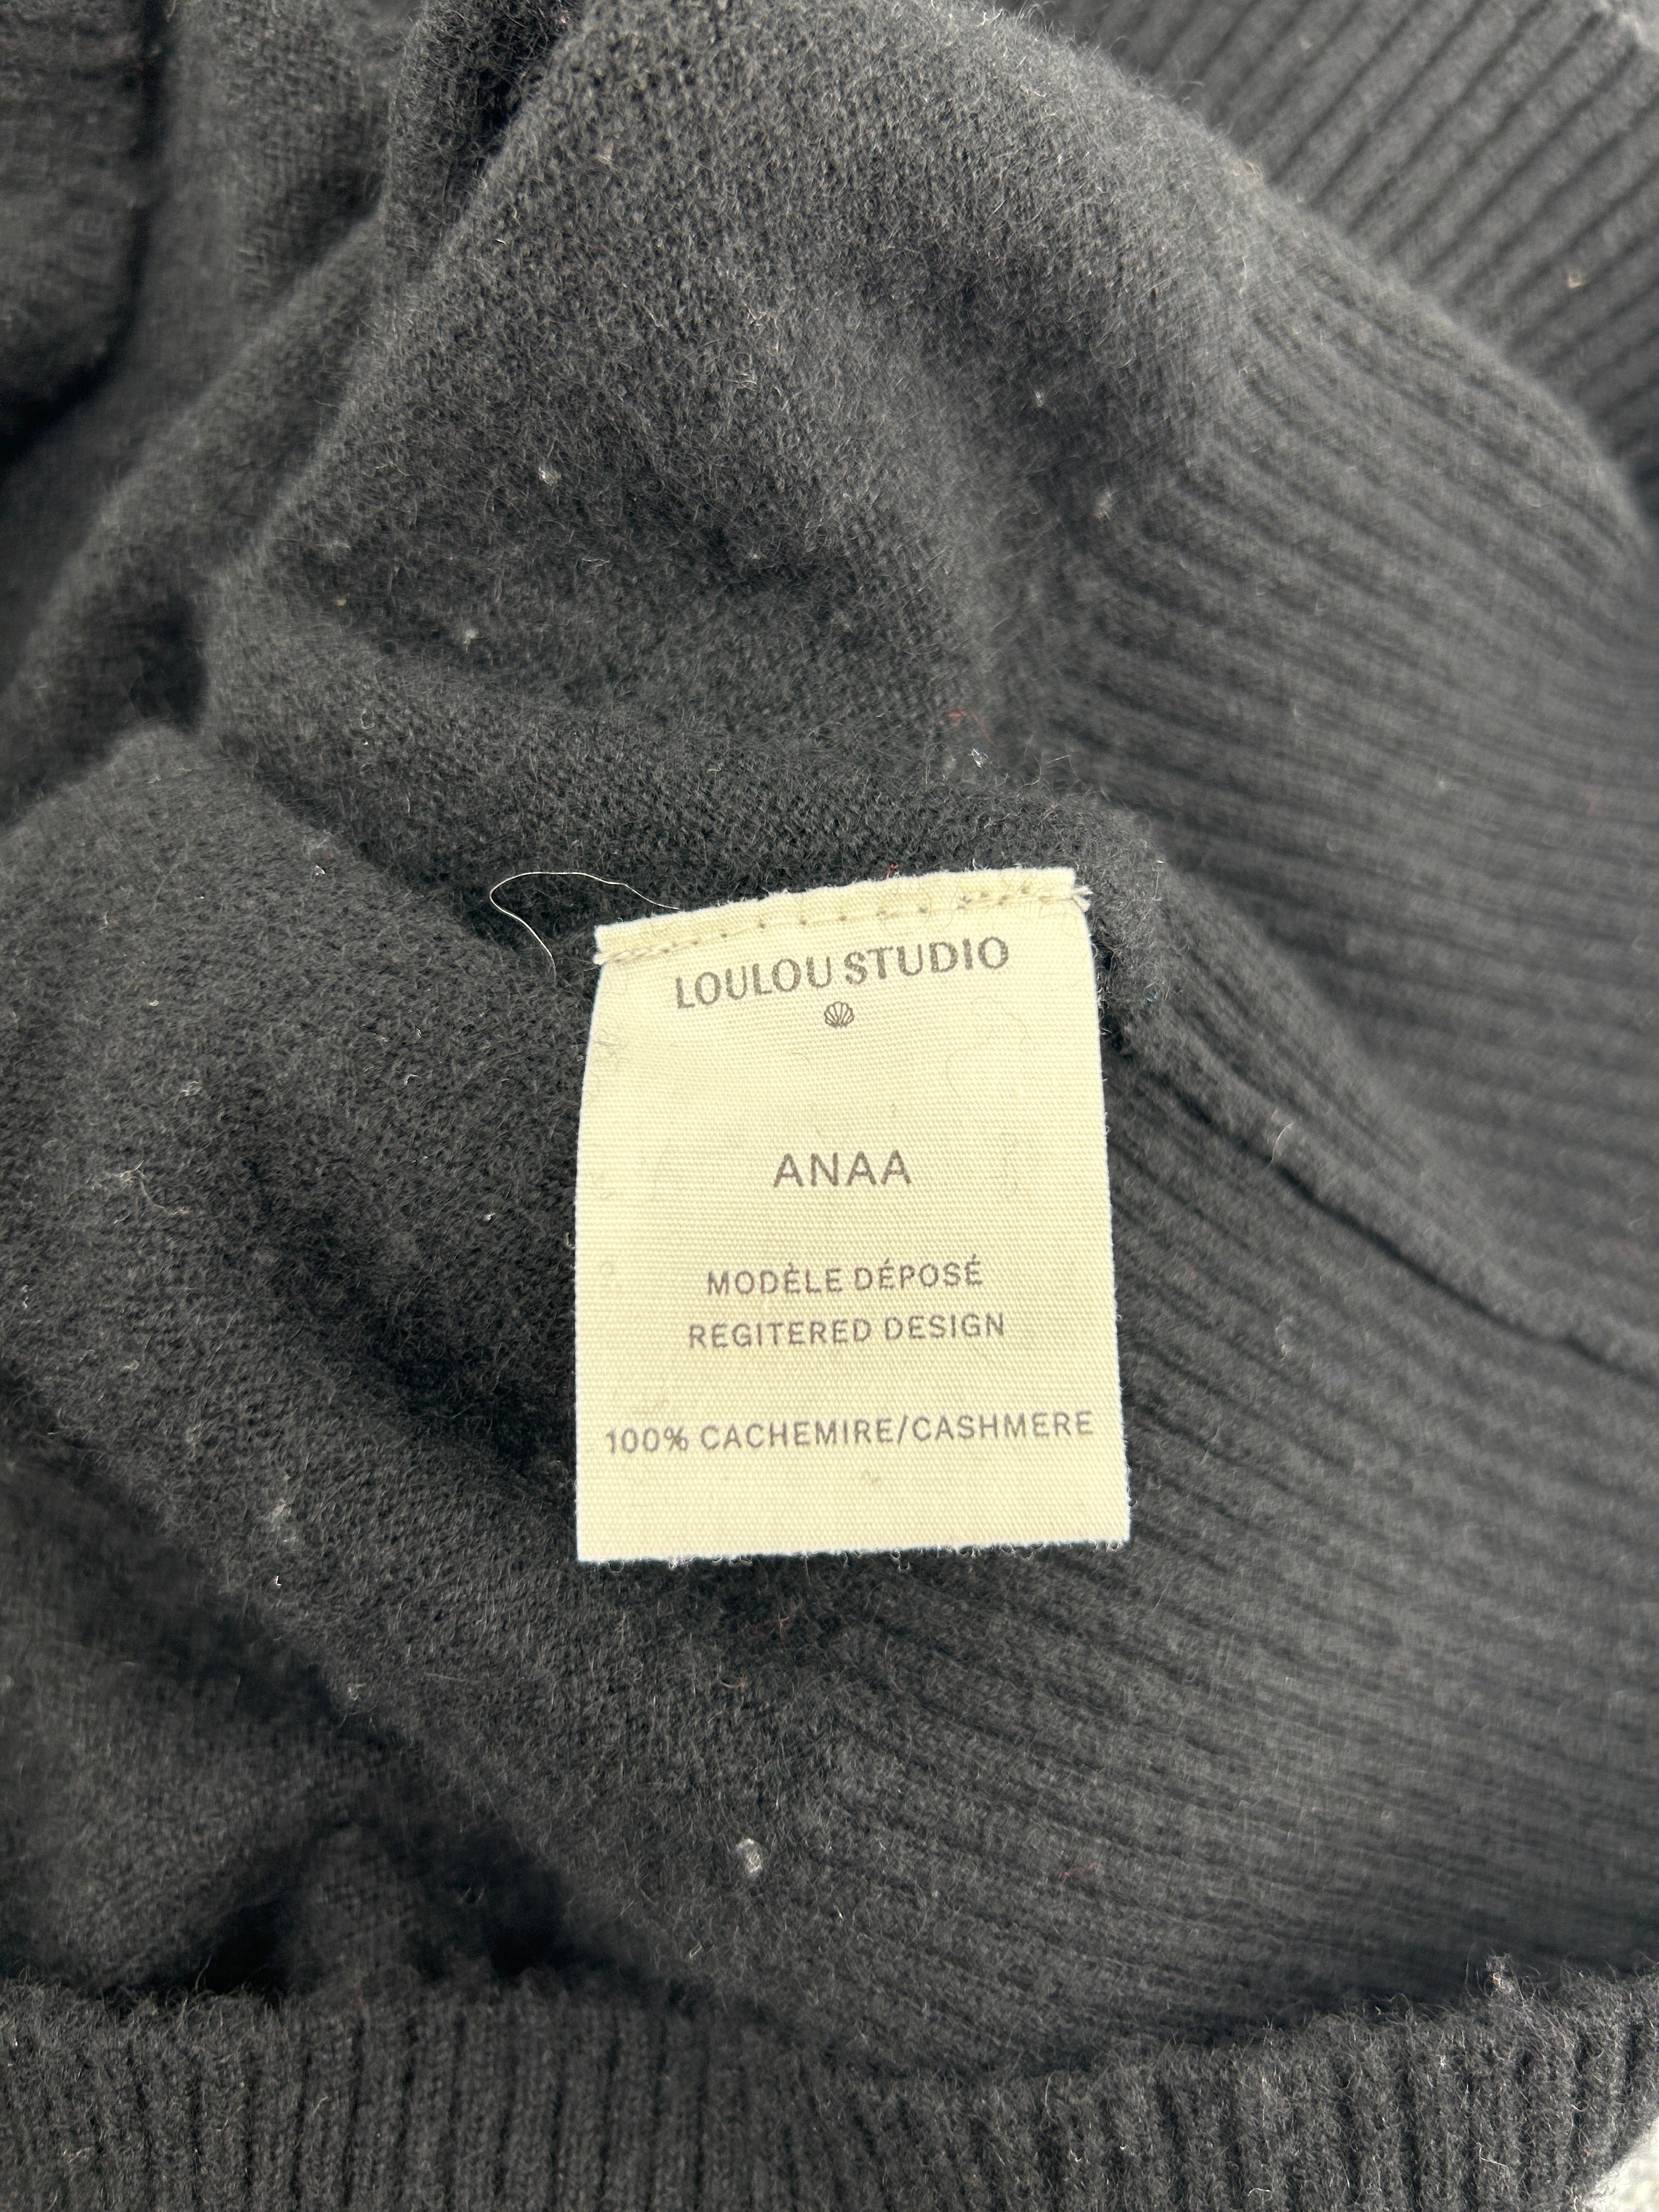 LOULOU STUDIO
ANAA
MODÈLE DÉPOSÉ
REGITERED DESIGN
100% CACHEMIRE/CASHMERE